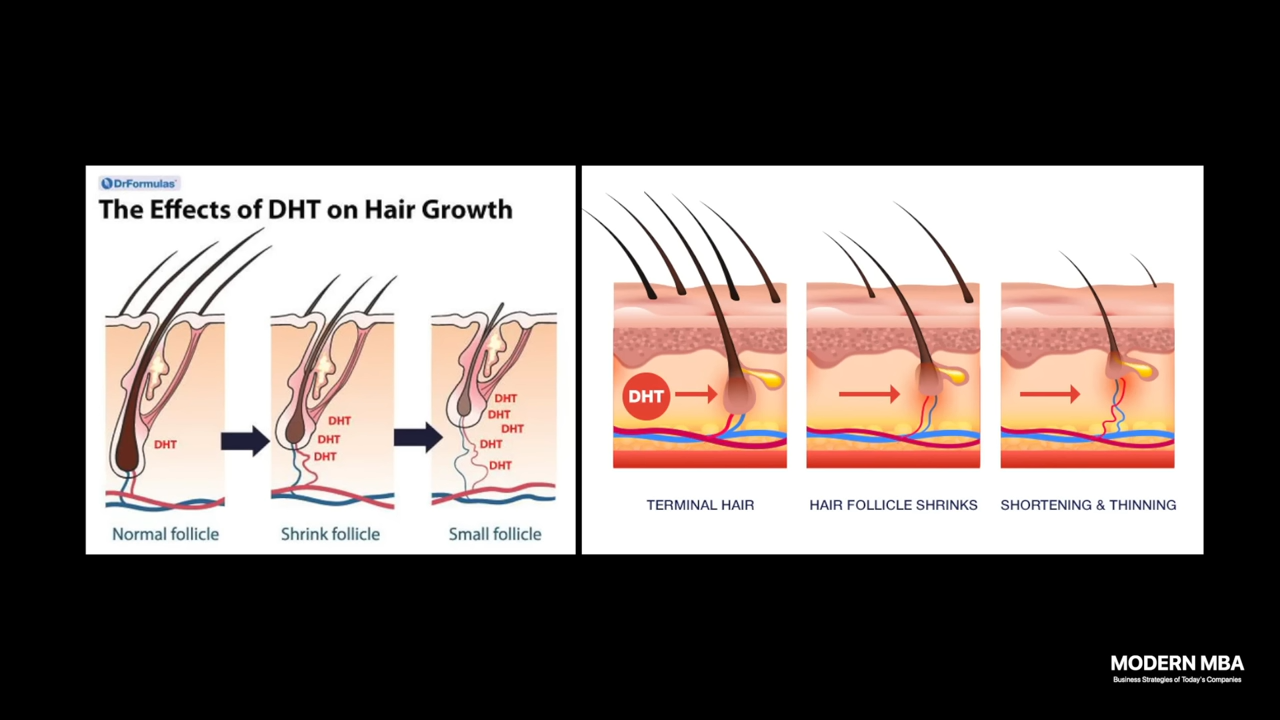 DrFormulas
The Effects of DHT on Hair Growth
DHT
DHT
DHT
DHT
DHT
DHT
DHT
DHT
DHT
Normal follicle
Shrink follicle
Small follicle
DHT
TERMINAL HAIR
HAIR FOLLICLE SHRINKS
SHORTENING & THINNING
MODERN MBA
Business Strategies of Today's Companies